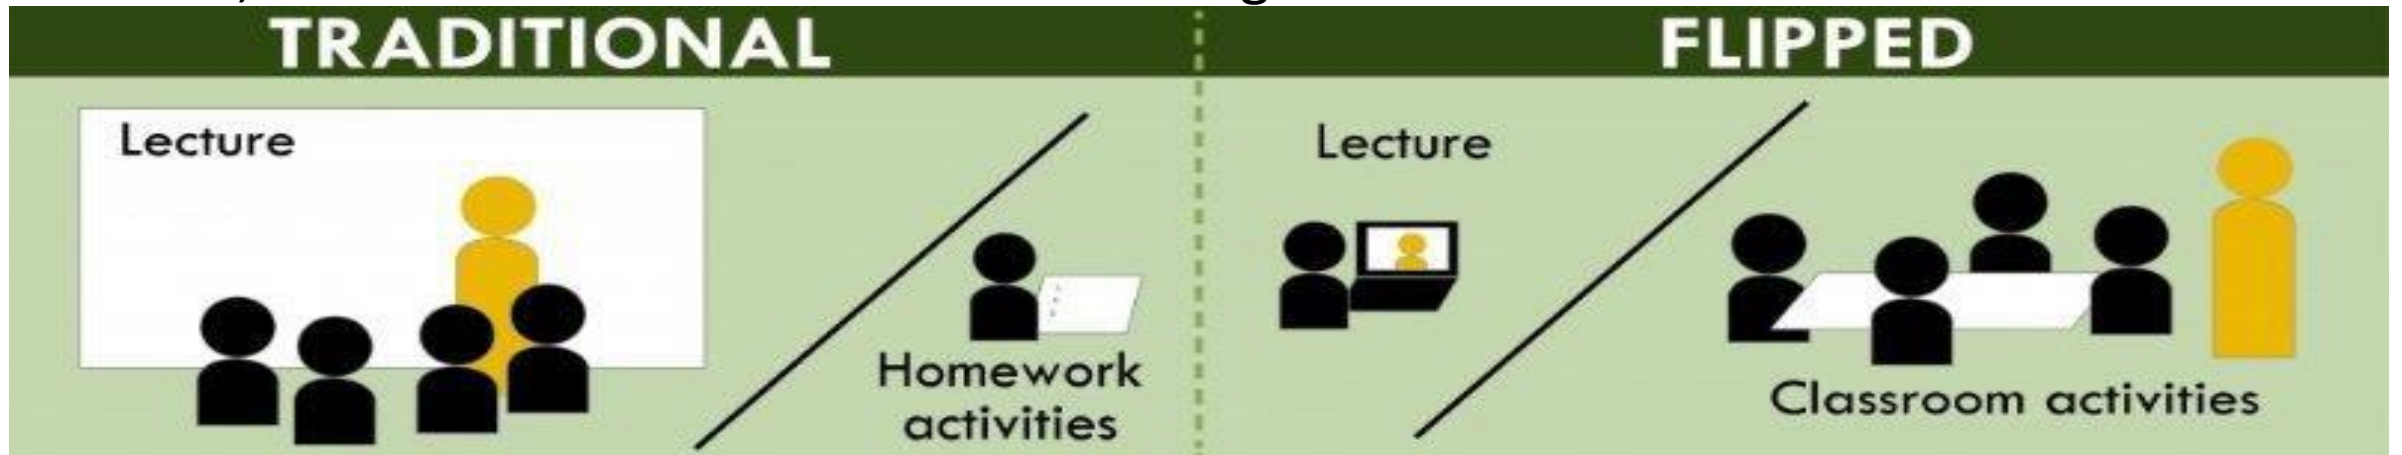 TRADITIONAL
Lecture
Homework
activities
FLIPPED
Lecture
Classroom activities